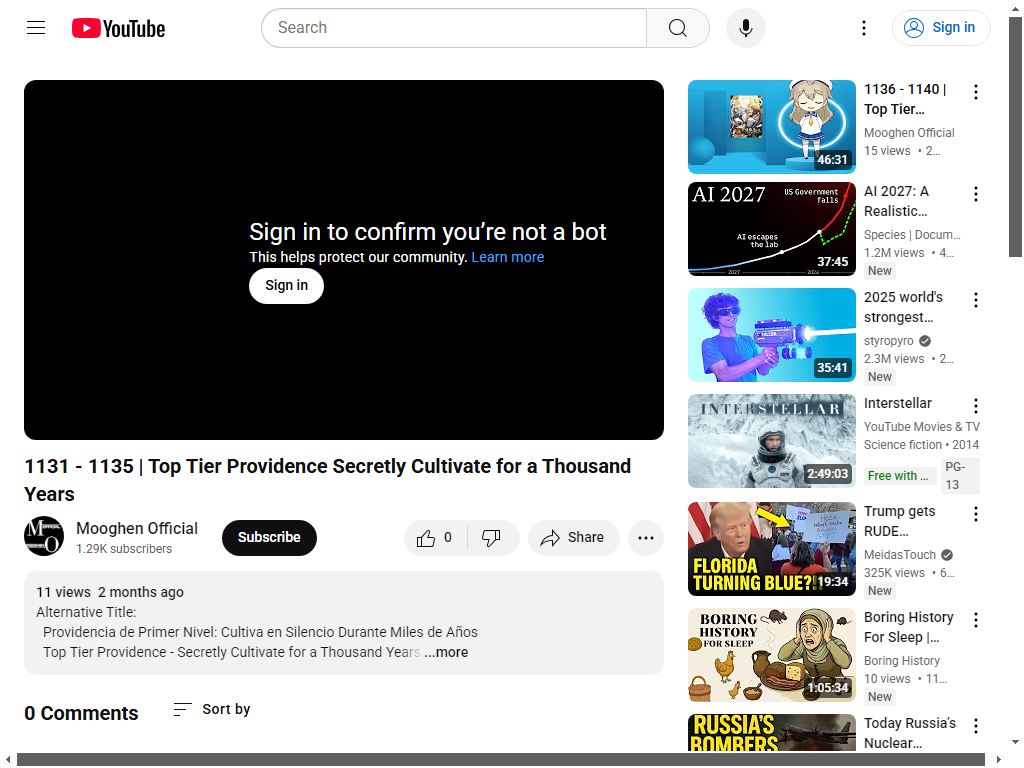 YouTube
Search
Sign in
Sign in to confirm you're not a bot
This helps protect our community. Learn more
Sign in
1131 - 1135 | Top Tier Providence Secretly Cultivate for a Thousand
Years
Mooghen Official
1.29K subscribers
Subscribe
0
Share
11 views 2 months ago
Alternative Title:
Providencia de Primer Nivel: Cultiva en Silencio Durante Miles de Años
Top Tier Providence - Secretly Cultivate for a Thousand Years ...more
0 Comments
Sort by
46:31
1136 - 1140 |
Top Tier...
Mooghen Official
15 views • 2...
AI 2027
US Government
falls
AI escapes
the lab
2027
37:45
AI 2027: A
Realistic...
Species | Docum...
1.2M views • 4...
New
35:41
2025 world's
strongest...
styropyro
2.3M views • 2...
New
INTERSTELLAR
2:49:03
Interstellar
YouTube Movies & TV
Science fiction • 2014
Free with ...
PG-
13
FLORIDA
TURNING BLUE?!
19:34
Trump gets
RUDE...
MeidasTouch
325K views • 6...
New
BORING
HISTORY
FOR SLEEP
1:05:34
Boring History
For Sleep |...
Boring History
10 views • 11...
New
RUSSIA'S
BOMBERS
Today Russia's
Nuclear...